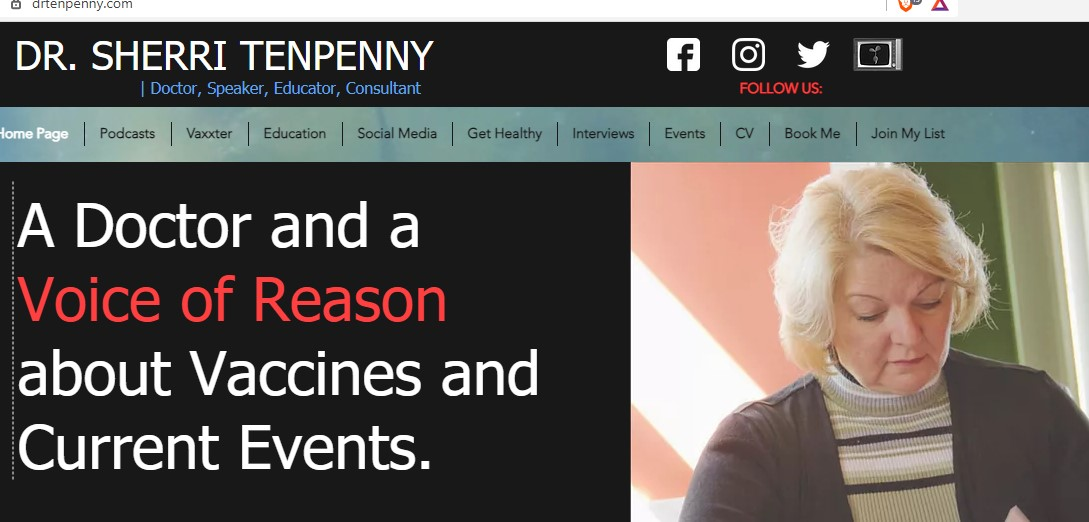 drtenpenny.com
DR. SHERRI TENPENNY
| Doctor, Speaker, Educator, Consultant
FOLLOW US:
Home Page
Podcasts
Vaxxter
Education
Social Media
Get Healthy
Interviews
Events
CV
Book Me
Join My List
A Doctor and a
Voice of Reason
about Vaccines and
Current Events.